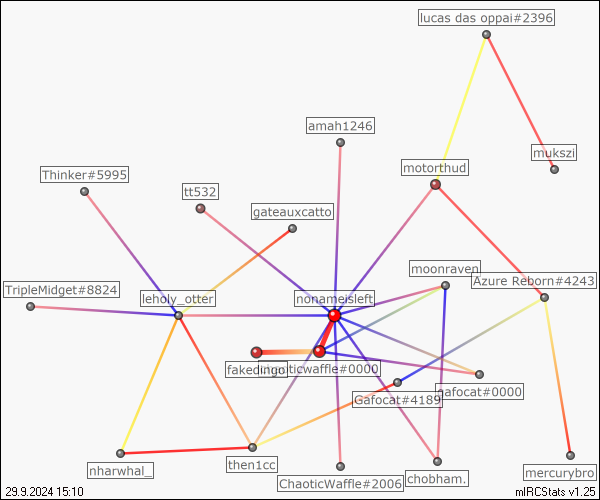 lucas das oppai#2396
amah1246
mukszi
motorthud
Thinker#5995
tt532
gateauxcatto
moonraven
Azure Reborn#4243
TripleMidget#8824
leholy_otter
nonameisleft
fakedingo
chaoticwaffle#0000
Gafocat#4189
gafocat#0000
nharwhal_
then1cc
ChaoticWaffle#2006
chobham.
mercurybro
29.9.2024 15:10
mIRCStats v1.25